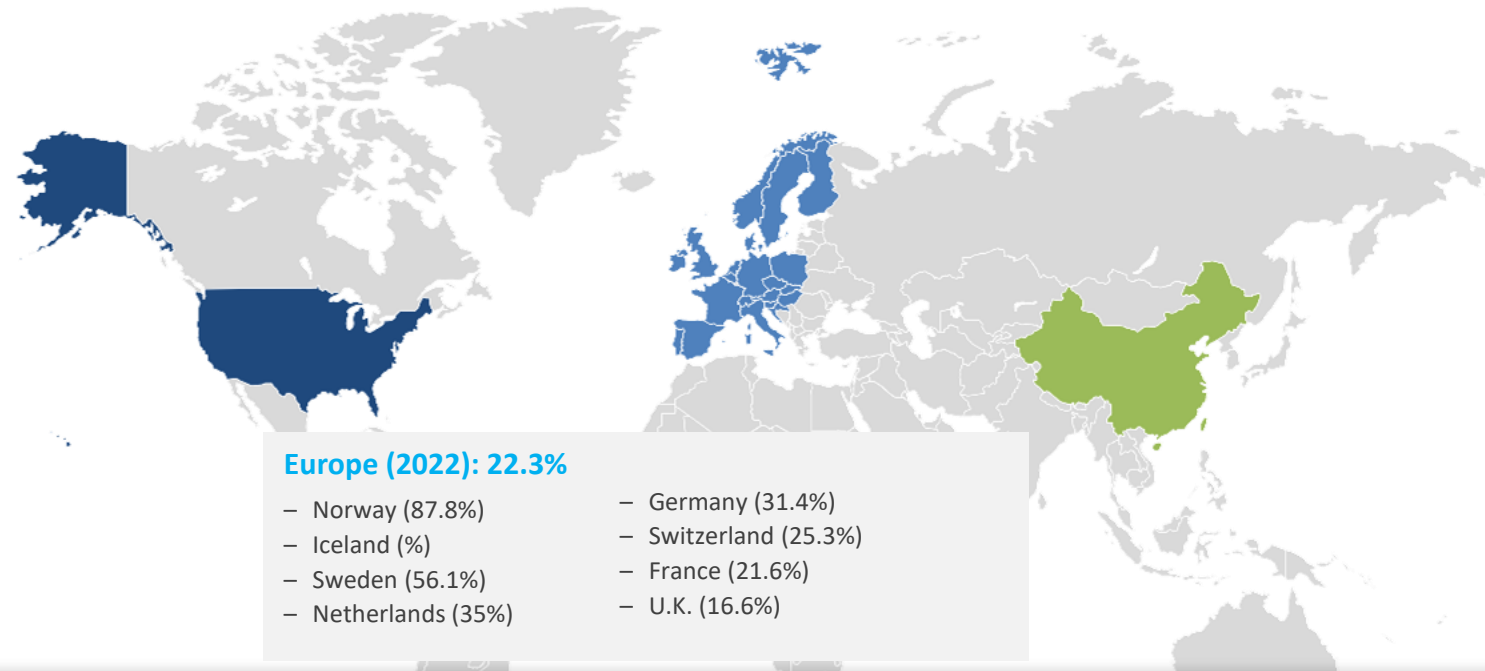 Europe (2022): 22.3%
– Norway (87.8%)
– Iceland (%)
– Sweden (56.1%)
– Netherlands (35%)
– Germany (31.4%)
– Switzerland (25.3%)
– France (21.6%)
– U.K. (16.6%)